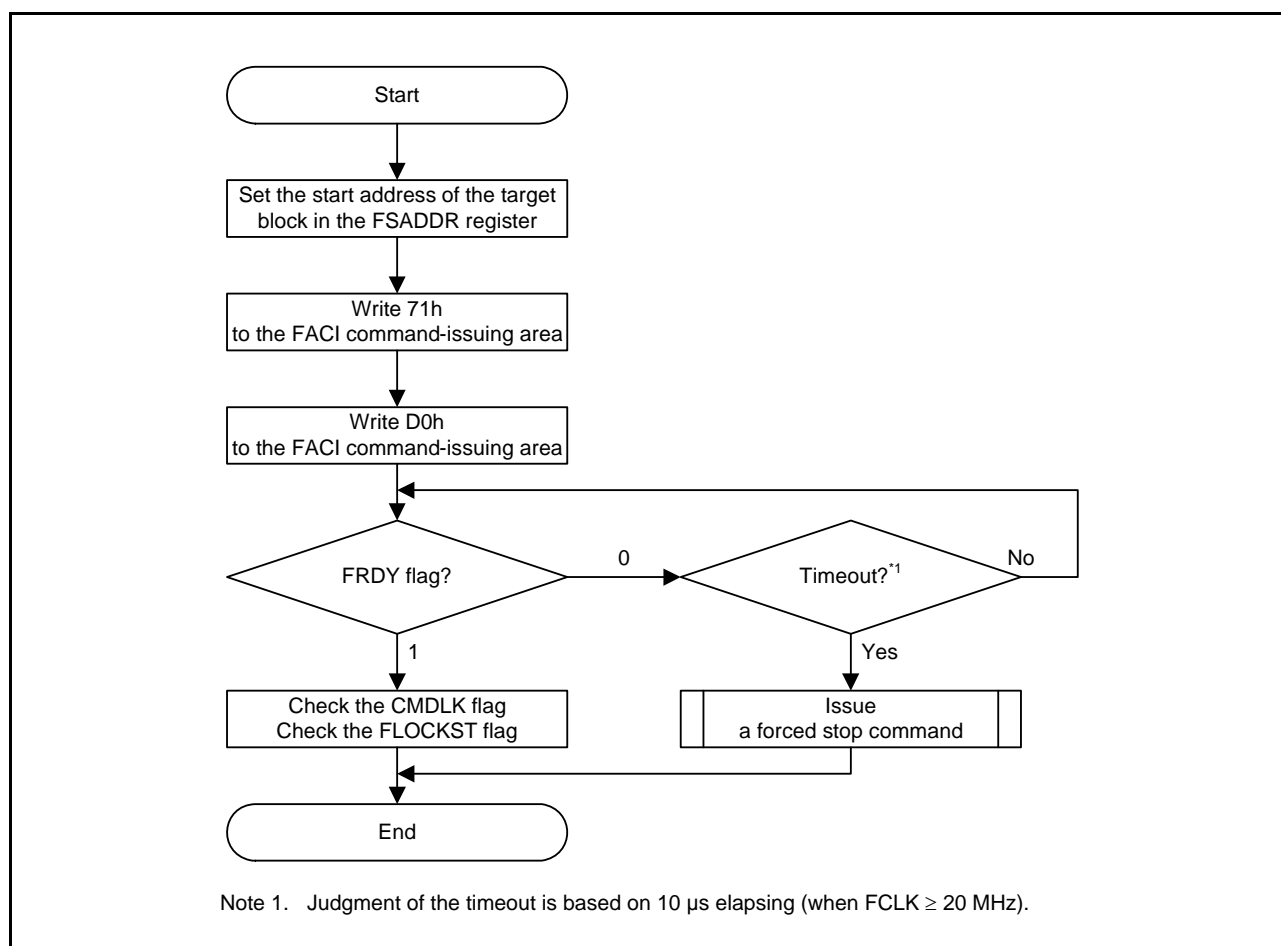 Start
Set the start address of the target
block in the FSADDR register
Write 71h
to the FACI command-issuing area
Write D0h
to the FACI command-issuing area
FRDY flag?
0
Timeout?*1
No
1
Yes
Check the CMDLK flag
Check the FLOCKST flag
Issue
a forced stop command
End
Note 1. Judgment of the timeout is based on 10 µs elapsing (when FCLK ≥ 20 MHz).